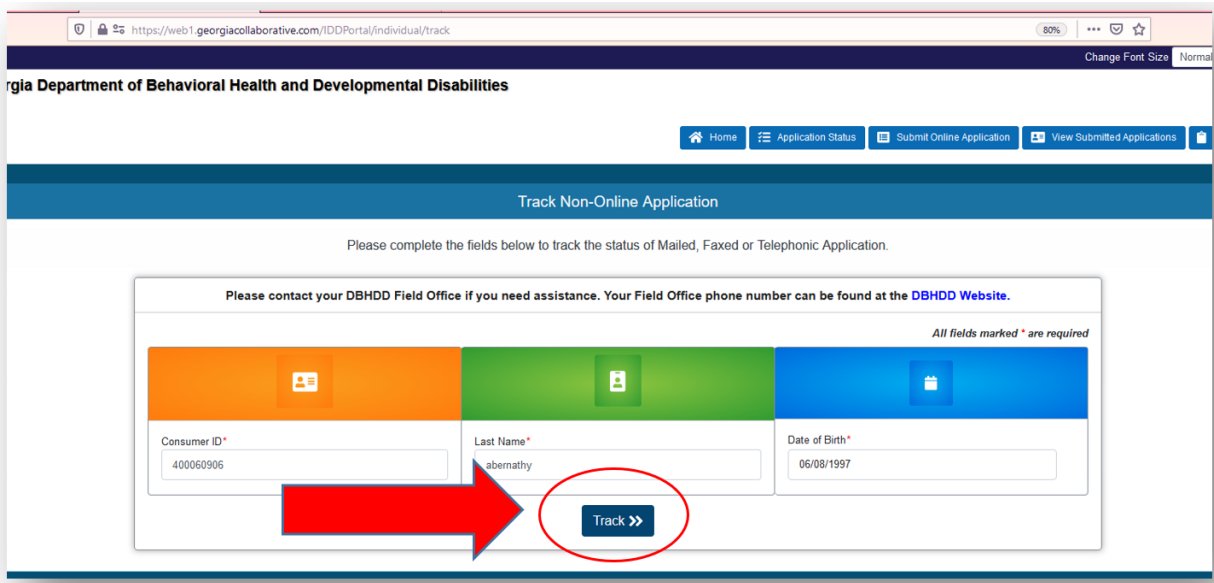 https://web1.georgiacollaborative.com/IDDPortal/individual/track
80%
Change Font Size Normal
rgia Department of Behavioral Health and Developmental Disabilities
Home Application Status Submit Online Application View Submitted Applications
Track Non-Online Application
Please complete the fields below to track the status of Mailed, Faxed or Telephonic Application.
Please contact your DBHDD Field Office if you need assistance. Your Field Office phone number can be found at the DBHDD Website.
All fields marked * are required
Consumer ID* Last Name* Date of Birth*
400060906 abernathy 06/08/1997
Track